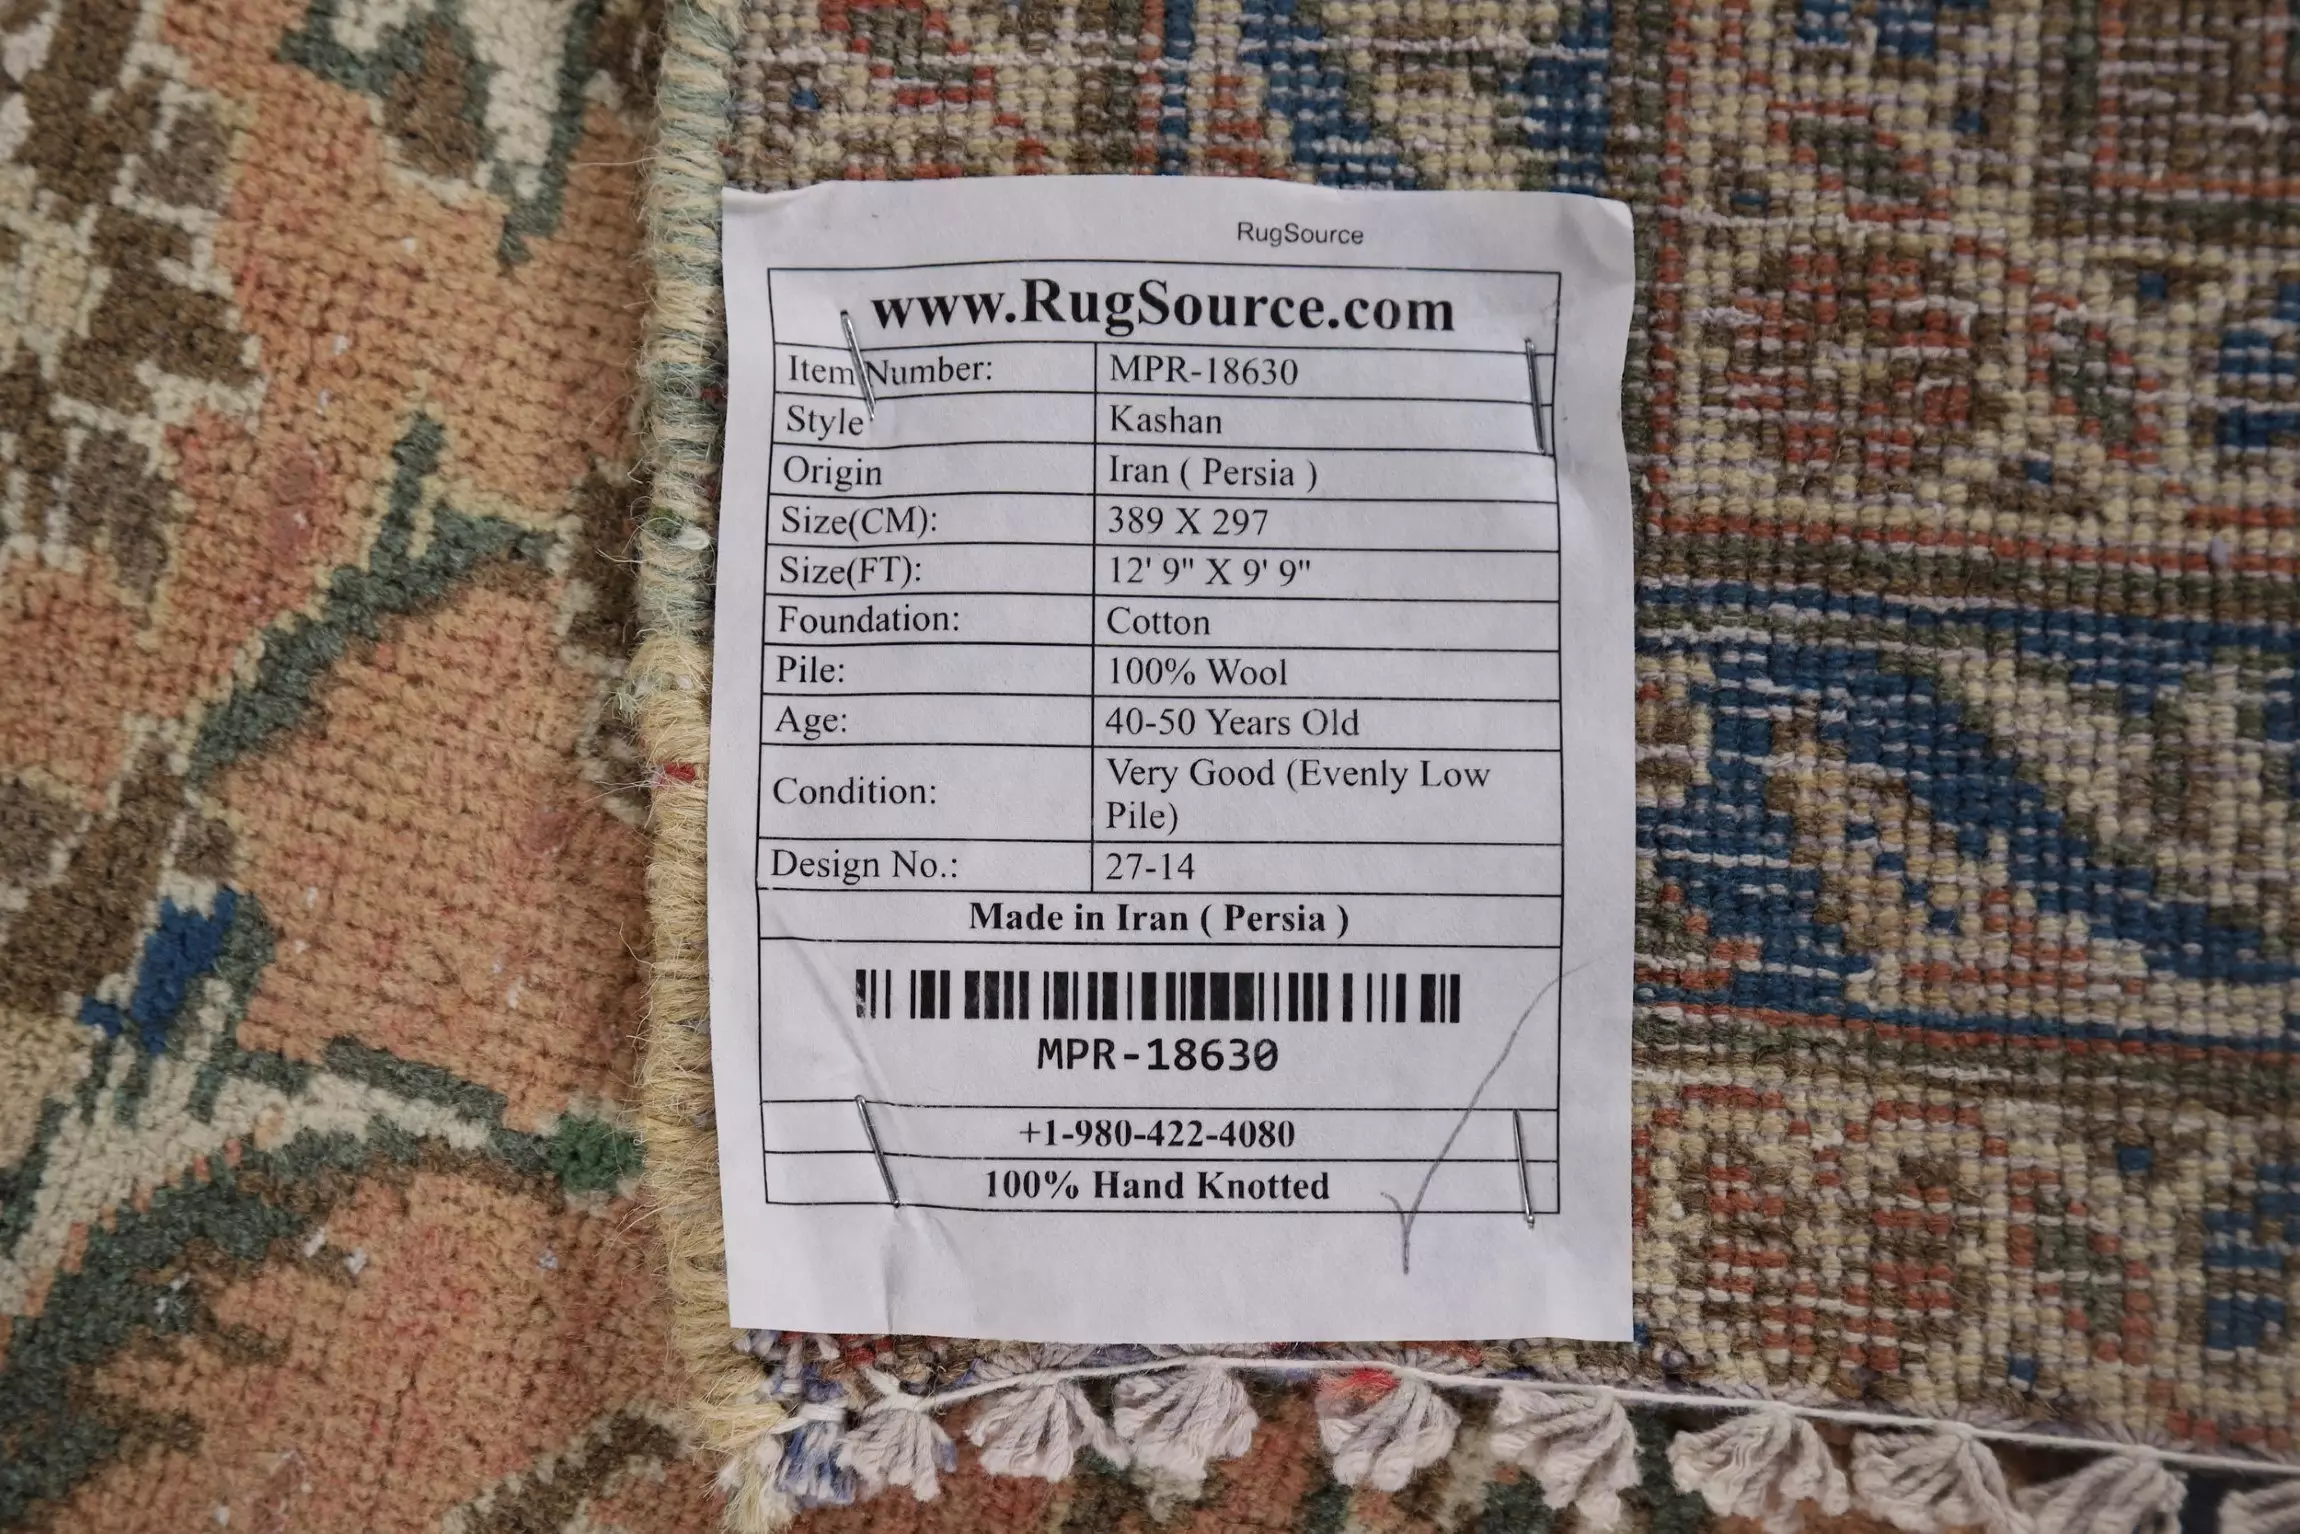 RugSource
www.RugSource.com
Item Number: MPR-18630
Style Kashan
Origin Iran ( Persia )
Size(CM): 389 X 297
Size(FT): 12' 9" X 9' 9"
Foundation: Cotton
Pile: 100% Wool
Age: 40-50 Years Old
Condition: Very Good (Evenly Low
Pile)
Design No.: 27-14
Made in Iran ( Persia )
MPR-18630
+1-980-422-4080
100% Hand Knotted